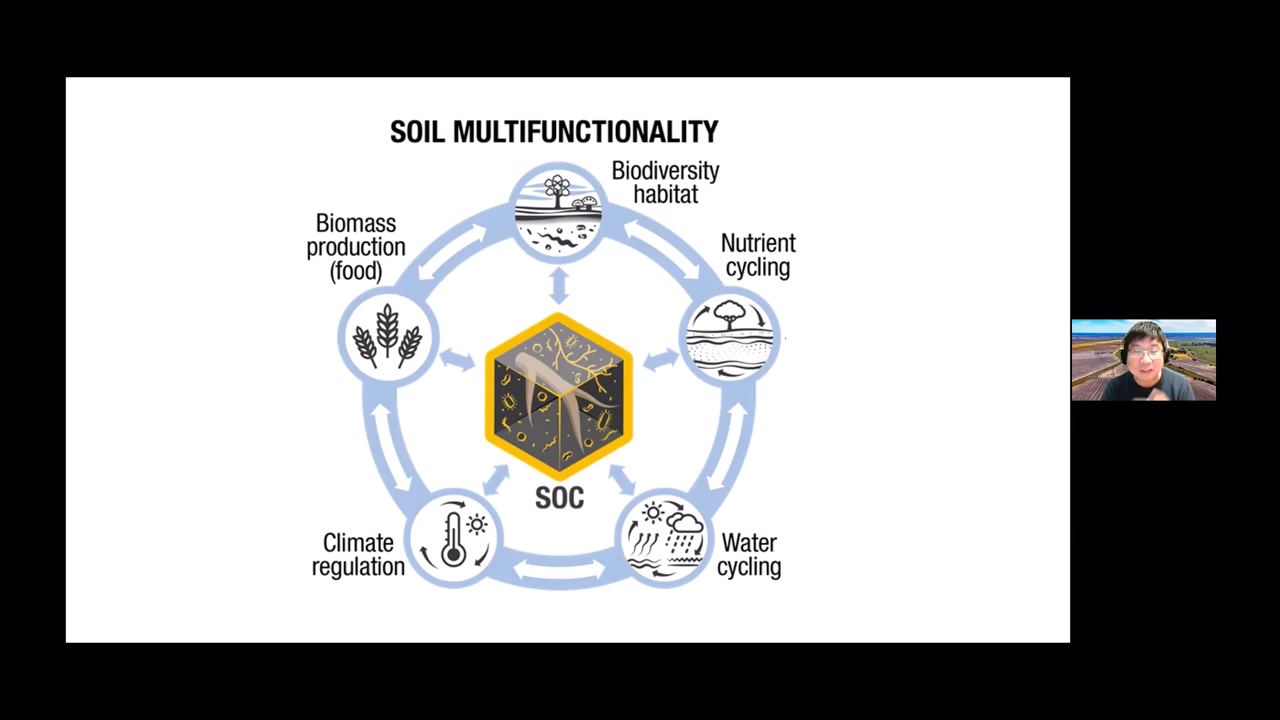 SOIL MULTIFUNCTIONALITY
Biodiversity
habitat
Biomass
production
(food)
Nutrient
cycling
SOC
Climate
regulation
Water
cycling